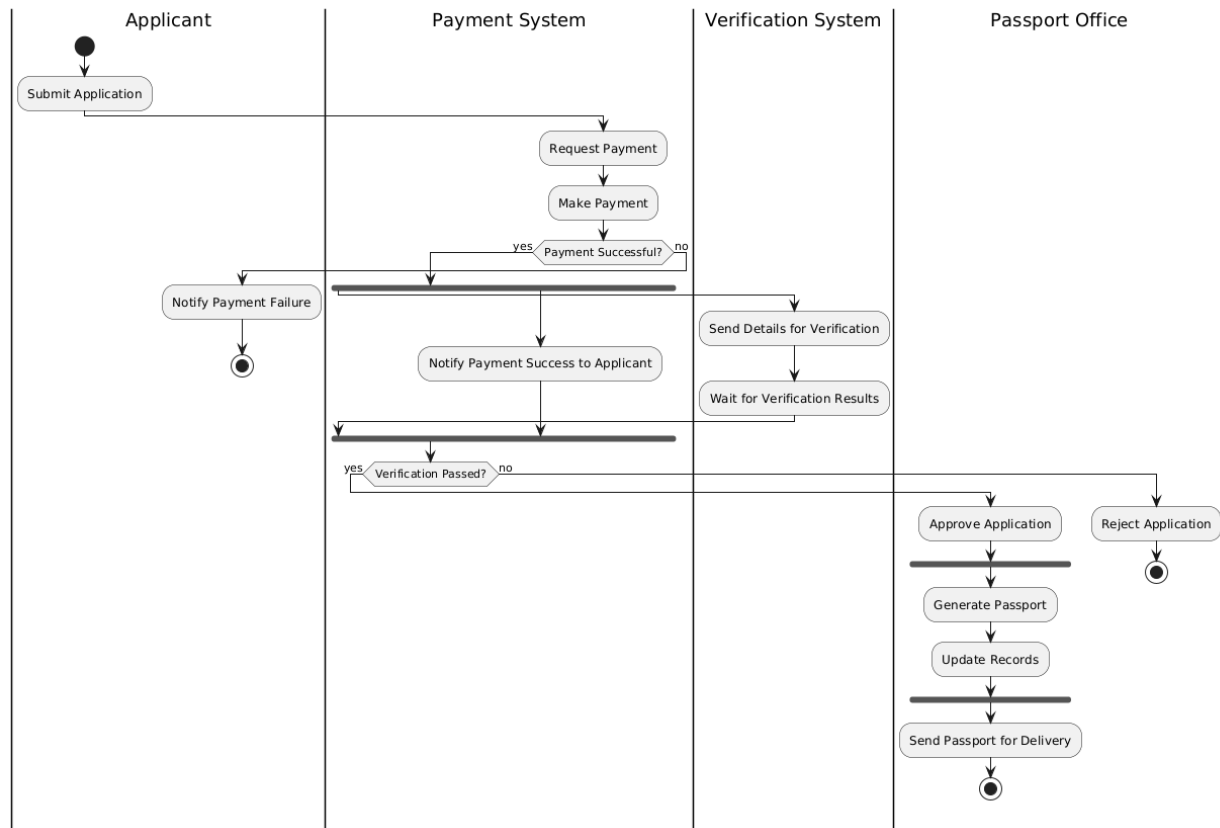 Applicant
Payment System
Verification System
Passport Office
Submit Application
Request Payment
Make Payment
yes
Payment Successful?
no
Notify Payment Failure
Send Details for Verification
Notify Payment Success to Applicant
Wait for Verification Results
yes
Verification Passed?
no
Approve Application
Reject Application
Generate Passport
Update Records
Send Passport for Delivery